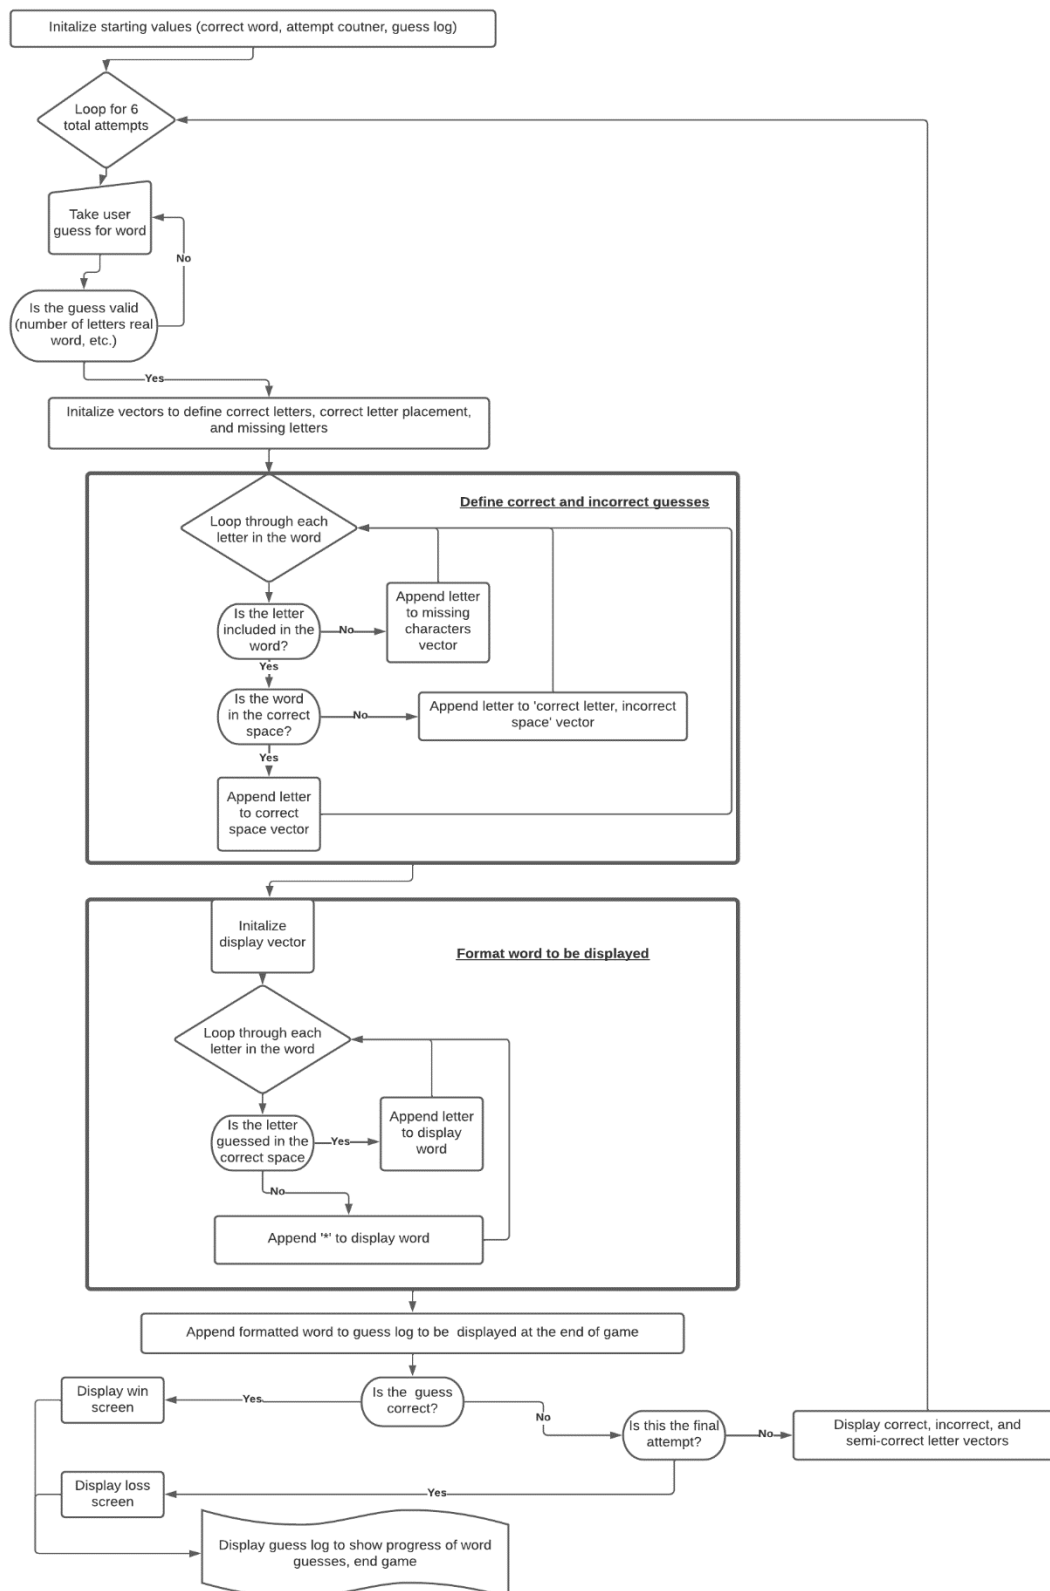 Initalize starting values (correct word, attempt coutner, guess log)
Loop for 6
total attempts
Take user
guess for word
No
Is the guess valid
(number of letters real
word, etc.)
Yes
Initalize vectors to define correct letters, correct letter placement,
and missing letters
Define correct and incorrect guesses
Loop through each
letter in the word
Is the letter
included in the
word?
No
Append letter
to missing
characters
vector
Yes
Is the word
in the correct
space?
No
Append letter to 'correct letter, incorrect
space' vector
Yes
Append letter
to correct
space vector
Initalize
display vector
Format word to be displayed
Loop through each
letter in the word
Is the letter
guessed in the
correct space
Yes
Append letter
to display
word
No
Append '*' to display word
Append formatted word to guess log to be displayed at the end of game
Display win
screen
Yes
Is the guess
correct?
No
Is this the final
attempt?
No
Display correct, incorrect, and
semi-correct letter vectors
Display loss
screen
Yes
Display guess log to show progress of word
guesses, end game